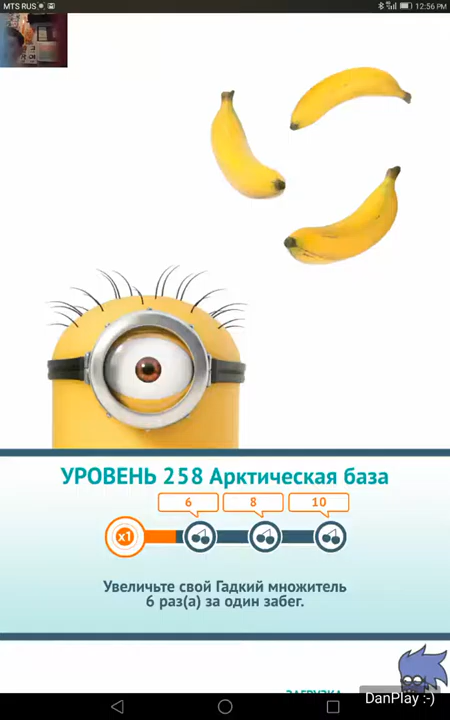 MTS RUS
12:56 PM
УРОВЕНЬ 258 Арктическая база
6 8 10
x1
Увеличьте свой Гадкий множитель
6 раз(а) за один забег.
ЗАГРУЗКА
DanPlay :-)